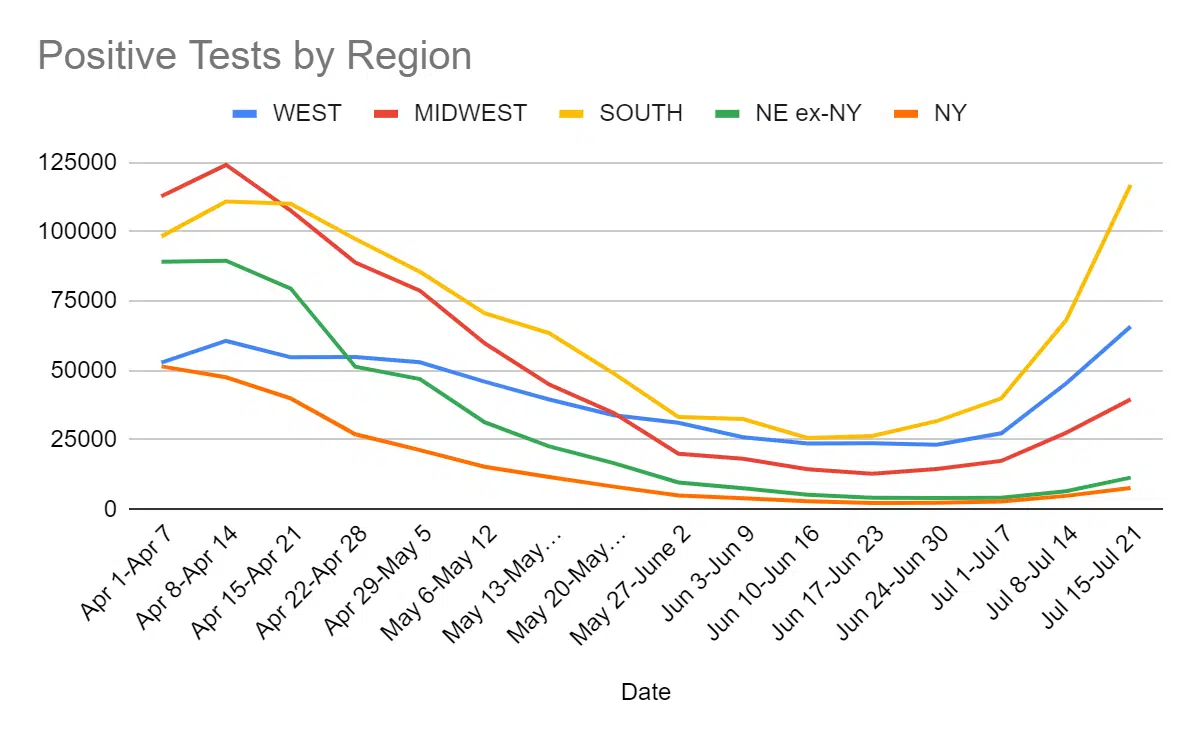 Positive Tests by Region
WEST MIDWEST SOUTH NE ex-NY NY
125000
100000
75000
50000
25000
0
Apr 1-Apr 7
Apr 8-Apr 14
Apr 15-Apr 21
Apr 22-Apr 28
Apr 29-May 5
May 6-May 12
May 13-May…
May 20-May…
May 27-June 2
Jun 3-Jun 9
Jun 10-Jun 16
Jun 17-Jun 23
Jun 24-Jun 30
Jul 1-Jul 7
Jul 8-Jul 14
Jul 15-Jul 21
Date